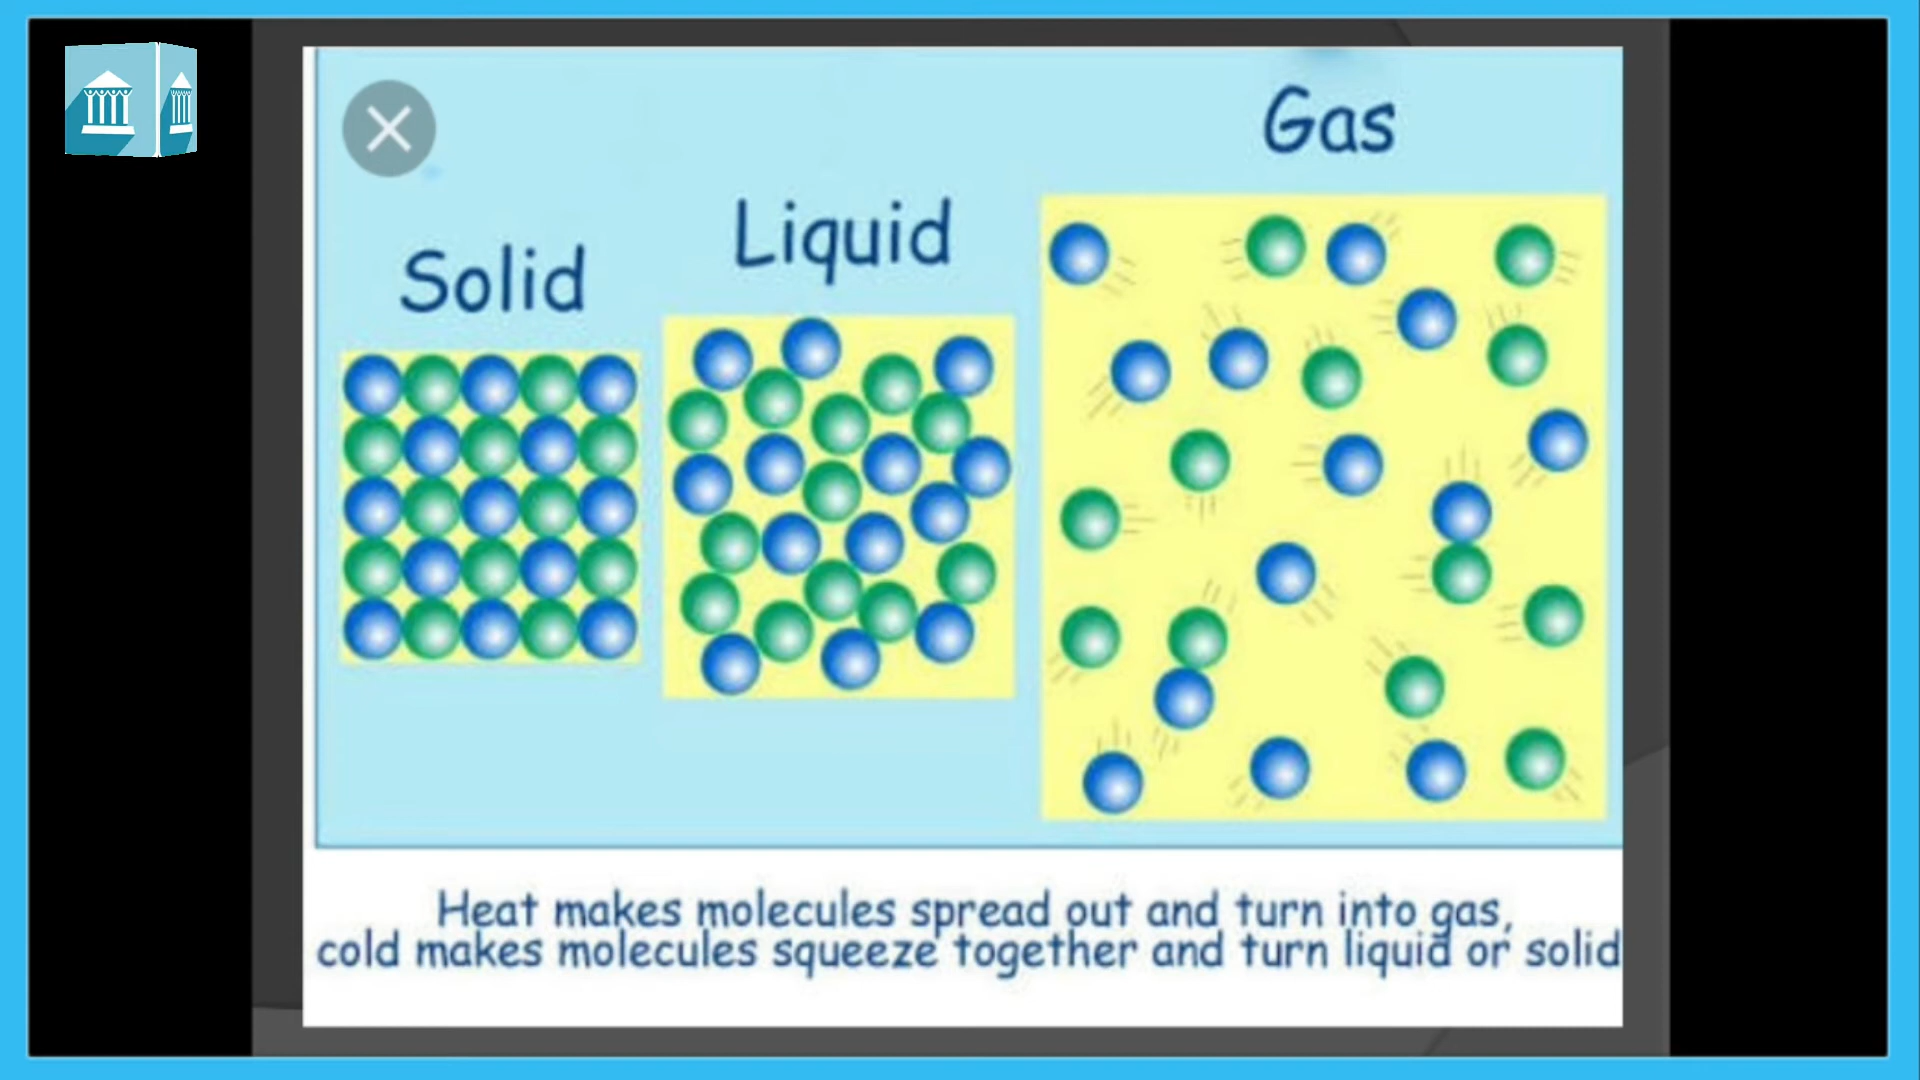 Gas
Liquid
Solid
Heat makes molecules spread out and turn into gas,
cold makes molecules squeeze together and turn liquid or solid